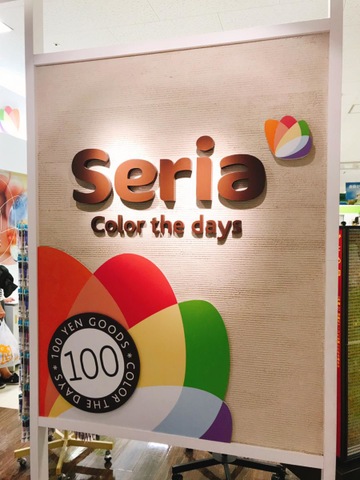 Seria
Color the days
100 YEN GOODS
100
COLOR THE DAYS